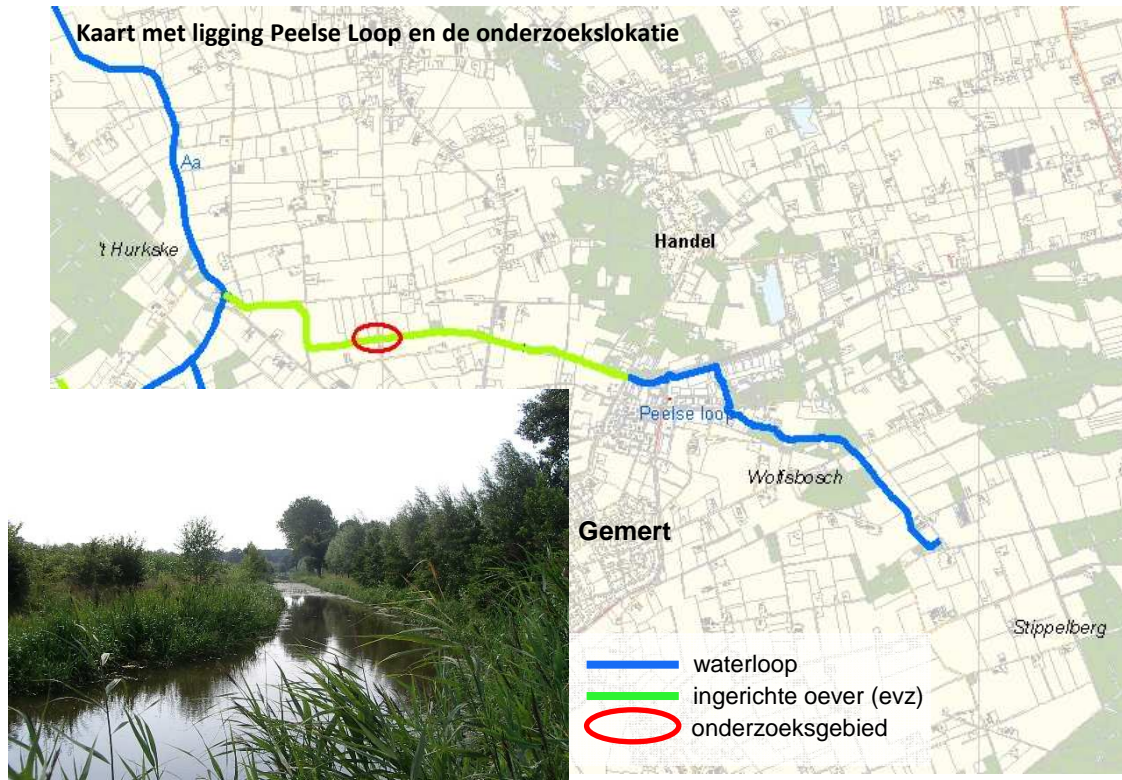 Kaart met ligging Peelse Loop en de onderzoekslokatie
Aa
't Hurkske
Handel
Peelse loop
Wolfsbosch
Gemert
Stippelberg
waterloop
ingerichte oever (evz)
onderzoeksgebied